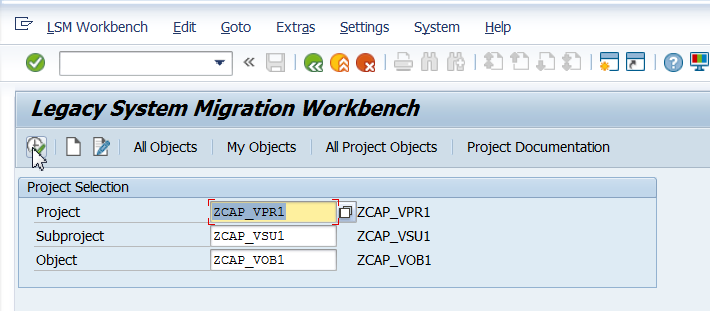 LSM Workbench Edit Goto Extras Settings System Help
Legacy System Migration Workbench
All Objects My Objects All Project Objects Project Documentation
Project Selection
Project ZCAP_VPR1 ZCAP_VPR1
Subproject ZCAP_VSU1 ZCAP_VSU1
Object ZCAP_VOB1 ZCAP_VOB1